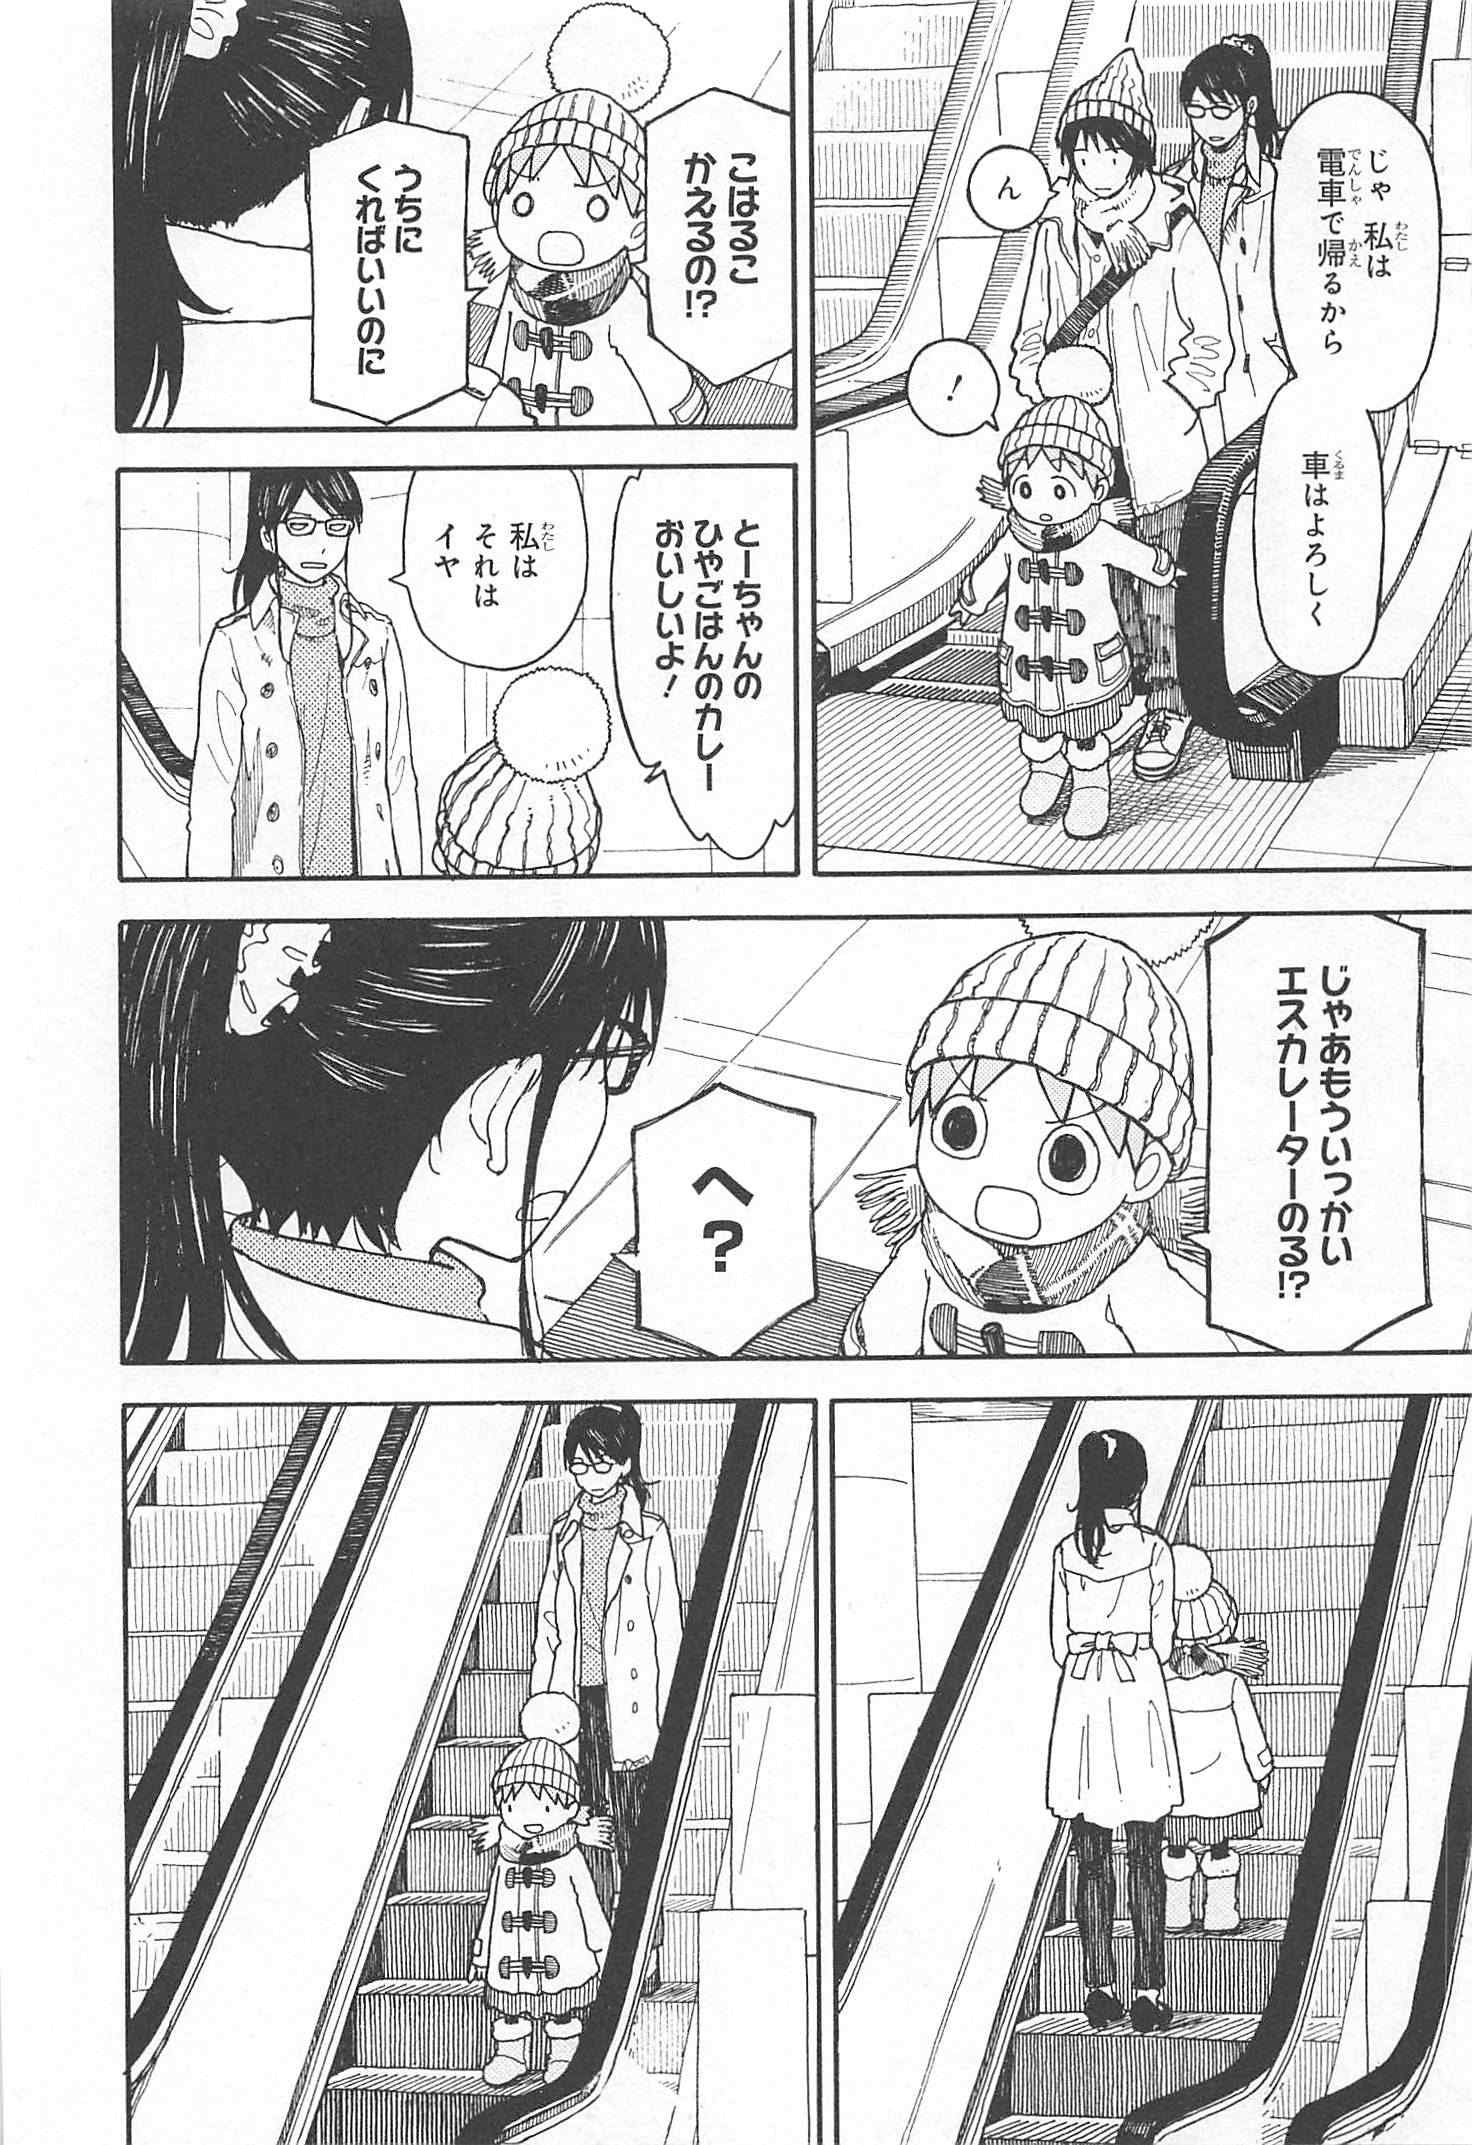 じゃ 私は
電車で帰るから
車はよろしく
ん
!
こはるこ
かえるの!?
うちに
くればいいのに
とーちゃんの
ひやごはんのカレー
おいしいよ!
私は
それは
イヤ
じゃあもういっかい
エスカレーターのる!?
へ?